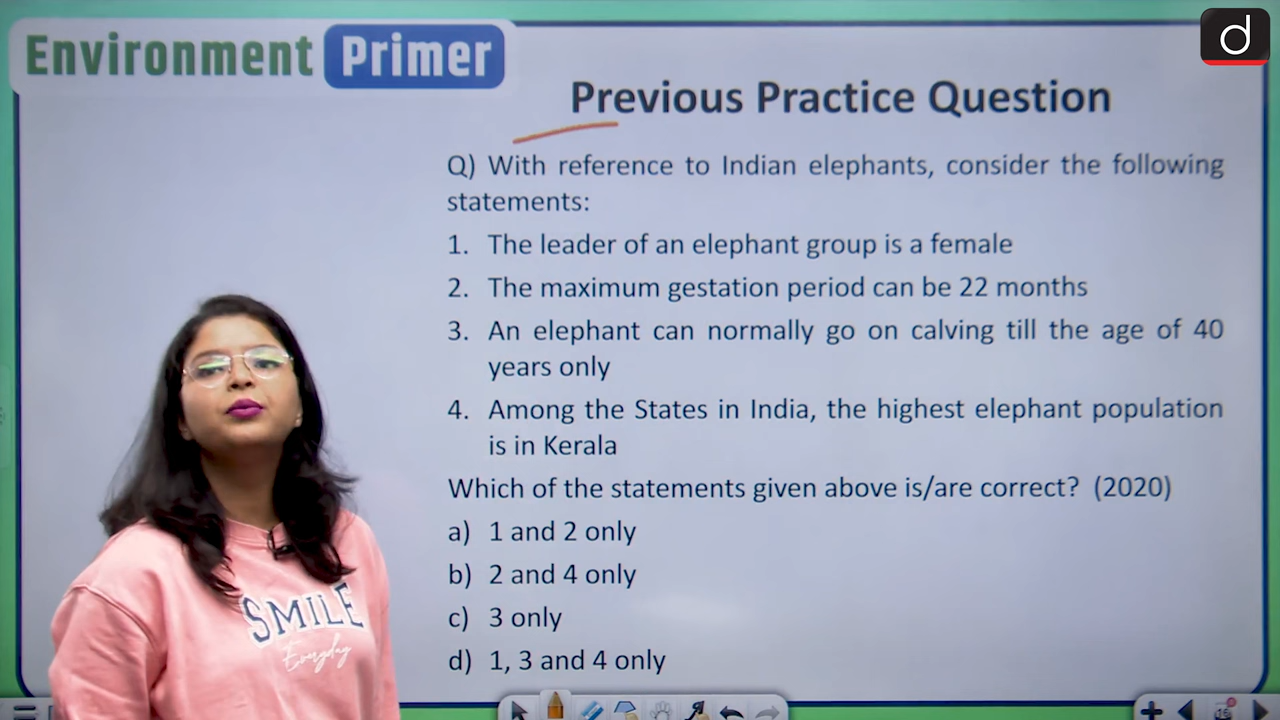 Environment Primer
d
Previous Practice Question
Q) With reference to Indian elephants, consider the following
statements:
1. The leader of an elephant group is a female
2. The maximum gestation period can be 22 months
3. An elephant can normally go on calving till the age of 40
years only
4. Among the States in India, the highest elephant population
is in Kerala
Which of the statements given above is/are correct? (2020)
a) 1 and 2 only
b) 2 and 4 only
c) 3 only
d) 1, 3 and 4 only
SMILE
Everyday
16